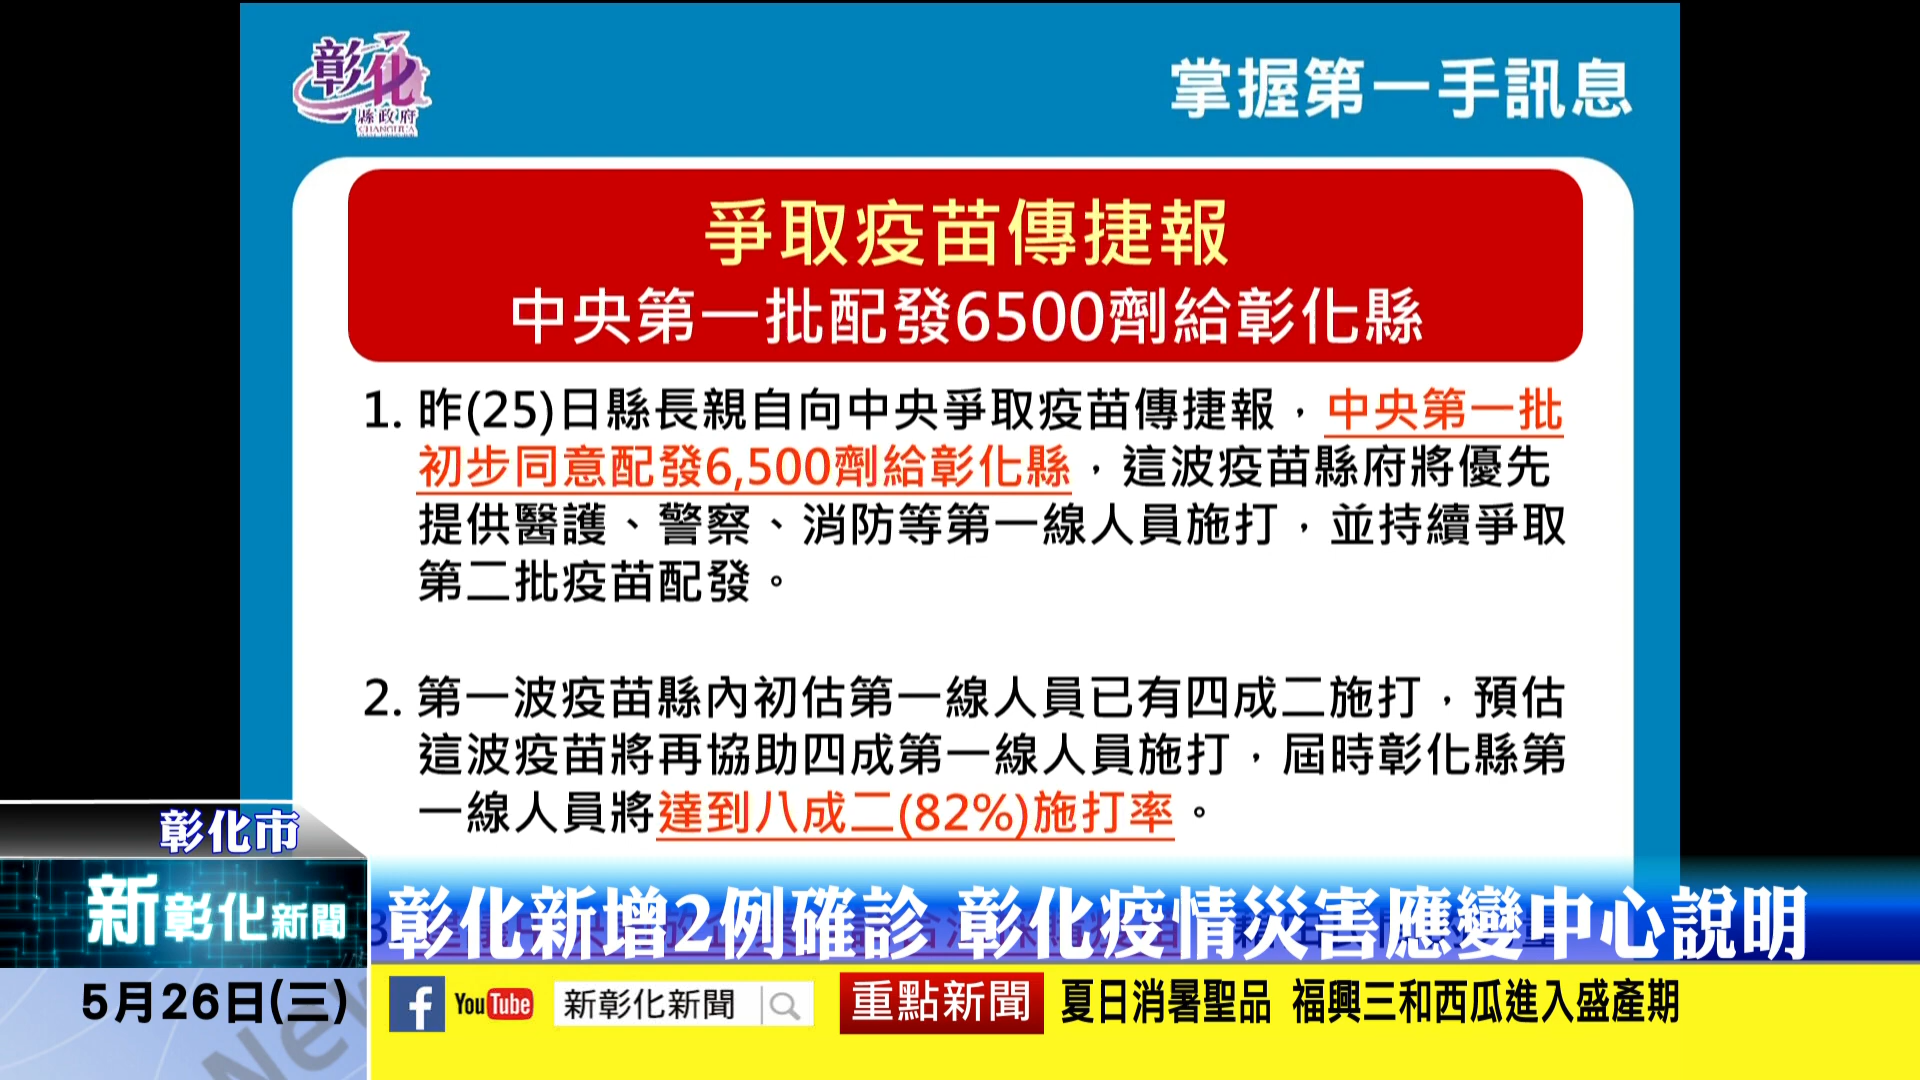 彰化
縣政府
CHANGHUA
掌握第一手訊息
爭取疫苗傳捷報
中央第一批配發6500劑給彰化縣
1. 昨(25)日縣長親自向中央爭取疫苗傳捷報，中央第一批
初步同意配發6,500劑給彰化縣，這波疫苗縣府將優先
提供醫護、警察、消防等第一線人員施打，並持續爭取
第二批疫苗配發。
2. 第一波疫苗縣內初估第一線人員已有四成二施打，預估
這波疫苗將再協助四成第一線人員施打，屆時彰化縣第
一線人員將達到八成二(82%)施打率。
彰化市
新彰化新聞
彰化新增2例確診 彰化疫情災害應變中心說明
5月26日(三)
f YouTube 新彰化新聞
重點新聞 夏日消暑聖品 福興三和西瓜進入盛產期